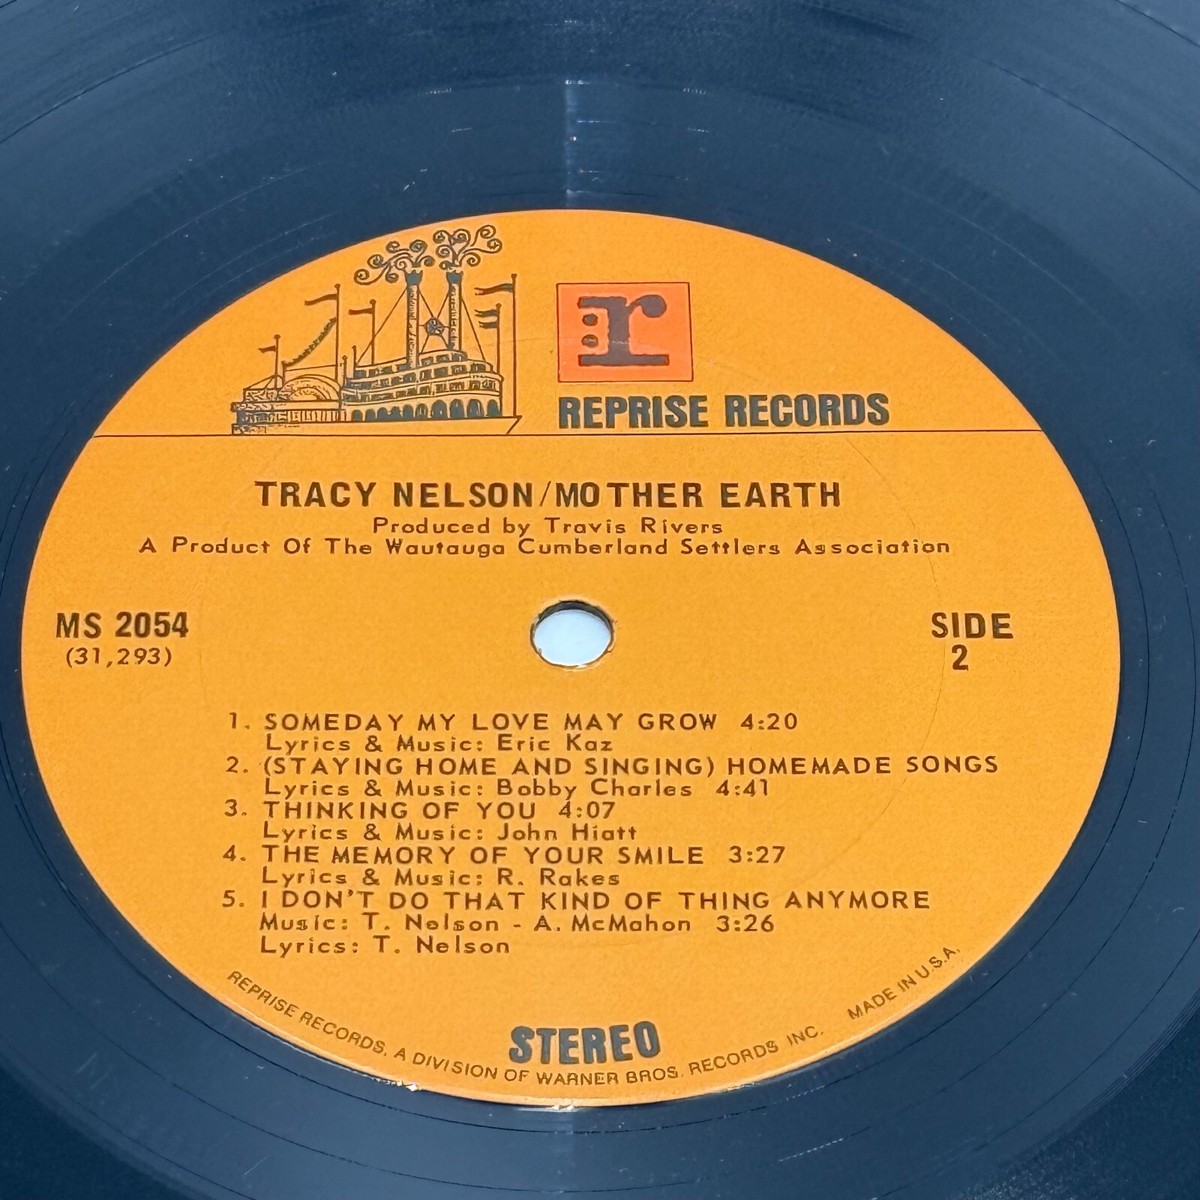 r:
REPRISE RECORDS
TRACY NELSON/MOTHER EARTH
Produced by Travis Rivers
A Product Of The Wautauga Cumberland Settlers Association
MS 2054
(31,293)
SIDE
2
1. SOMEDAY MY LOVE MAY GROW 4:20
Lyrics & Music: Eric Kaz
2. (STAYING HOME AND SINGING) HOMEMADE SONGS
Lyrics & Music: Bobby Charles 4:41
3. THINKING OF YOU 4:07
Lyrics & Music: John Hiatt
4. THE MEMORY OF YOUR SMILE 3:27
Lyrics & Music: R. Rakes
5. I DON'T DO THAT KIND OF THING ANYMORE
Music: T. Nelson - A. McMahon 3:26
Lyrics: T. Nelson
STEREO
REPRISE RECORDS, A DIVISION OF WARNER BROS. RECORDS INC. MADE IN U.S.A.